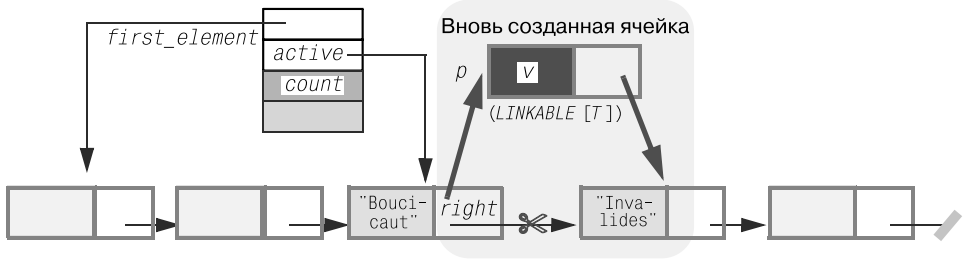 Вновь созданная ячейка
first_element
active
count
p
v
(LINKABLE [T])
"Bouci-
caut"
right
"Inva-
lides"